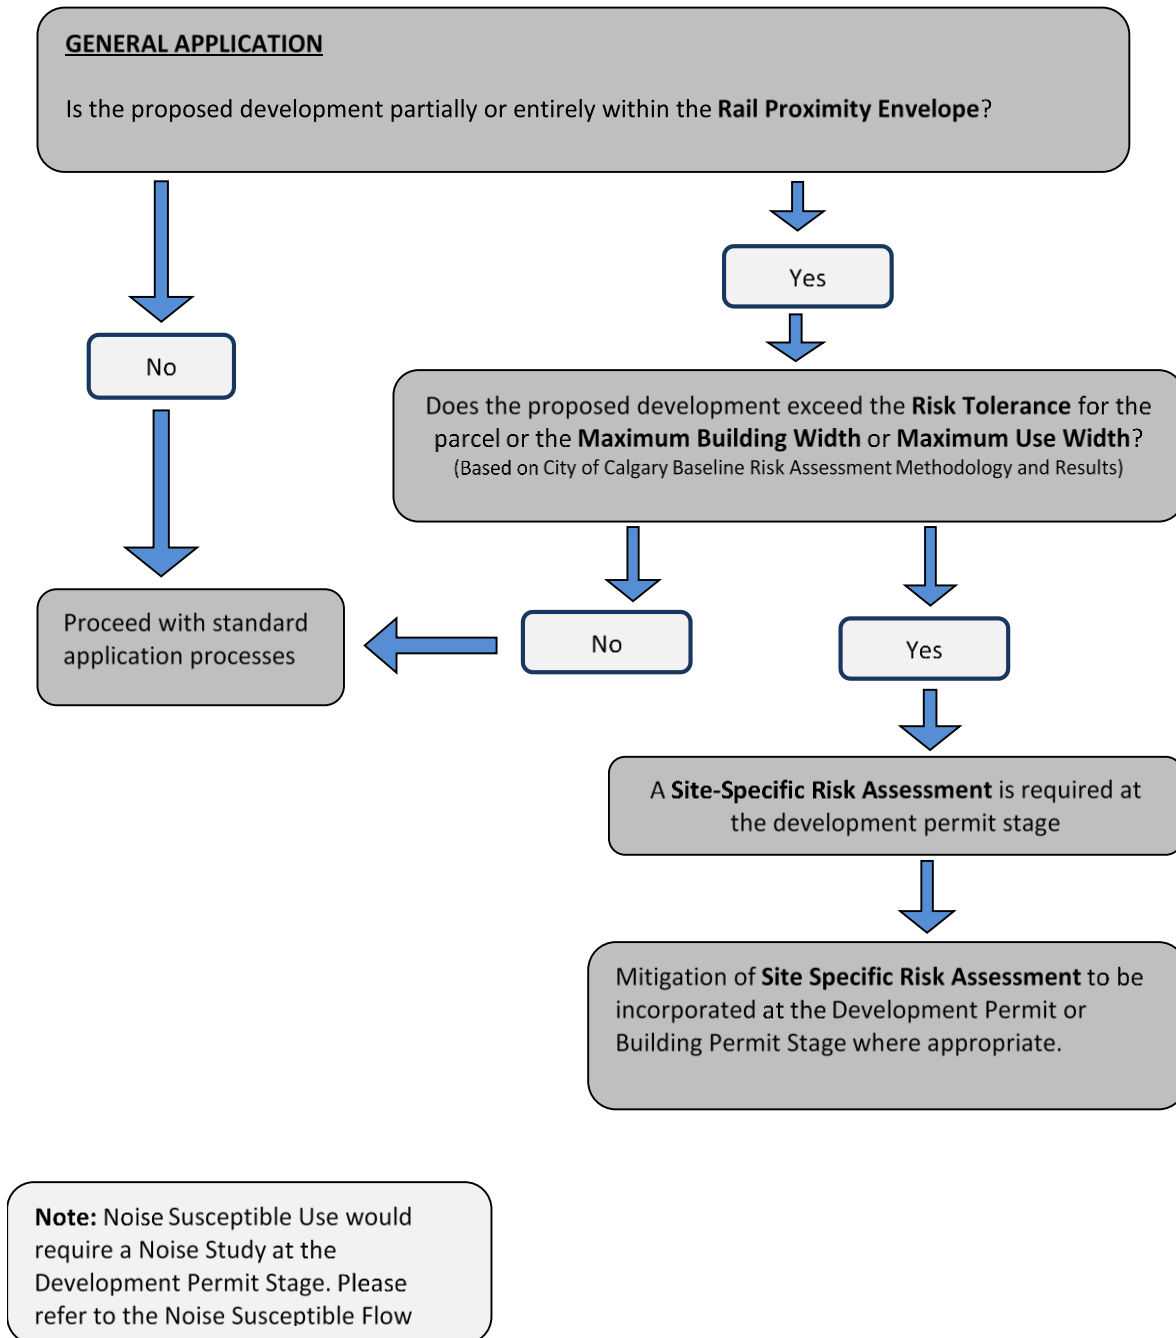 GENERAL APPLICATION
Is the proposed development partially or entirely within the Rail Proximity Envelope?
Yes
No
Does the proposed development exceed the Risk Tolerance for the
parcel or the Maximum Building Width or Maximum Use Width?
(Based on City of Calgary Baseline Risk Assessment Methodology and Results)
Proceed with standard
application processes
No
Yes
A Site-Specific Risk Assessment is required at
the development permit stage
Mitigation of Site Specific Risk Assessment to be
incorporated at the Development Permit or
Building Permit Stage where appropriate.
Note: Noise Susceptible Use would
require a Noise Study at the
Development Permit Stage. Please
refer to the Noise Susceptible Flow